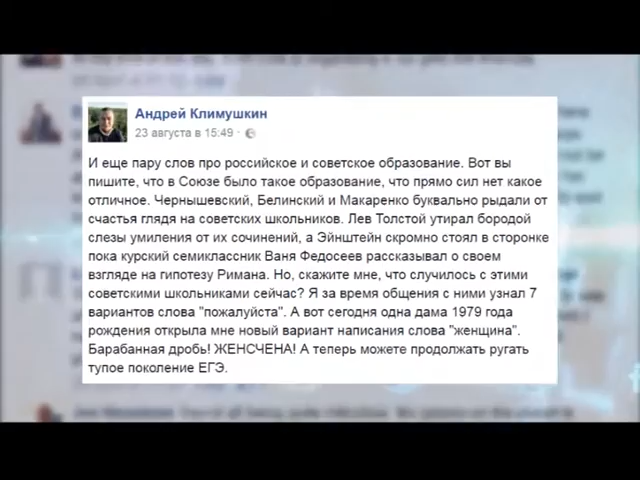 Андрей Климушкин
23 августа в 15:49 ·
И еще пару слов про российское и советское образование. Вот вы
пишите, что в Союзе было такое образование, что прямо сил нет какое
отличное. Чернышевский, Белинский и Макаренко буквально рыдали от
счастья глядя на советских школьников. Лев Толстой утирал бородой
слезы умиления от их сочинений, а Эйнштейн скромно стоял в сторонке
пока курский семиклассник Ваня Федосеев рассказывал о своем
взгляде на гипотезу Римана. Но, скажите мне, что случилось с этими
советскими школьниками сейчас? Я за время общения с ними узнал 7
вариантов слова "пожалуйста". А вот сегодня одна дама 1979 года
рождения открыла мне новый вариант написания слова "женщина".
Барабанная дробь! ЖЕНСЧЕНА! А теперь можете продолжать ругать
тупое поколение ЕГЭ.